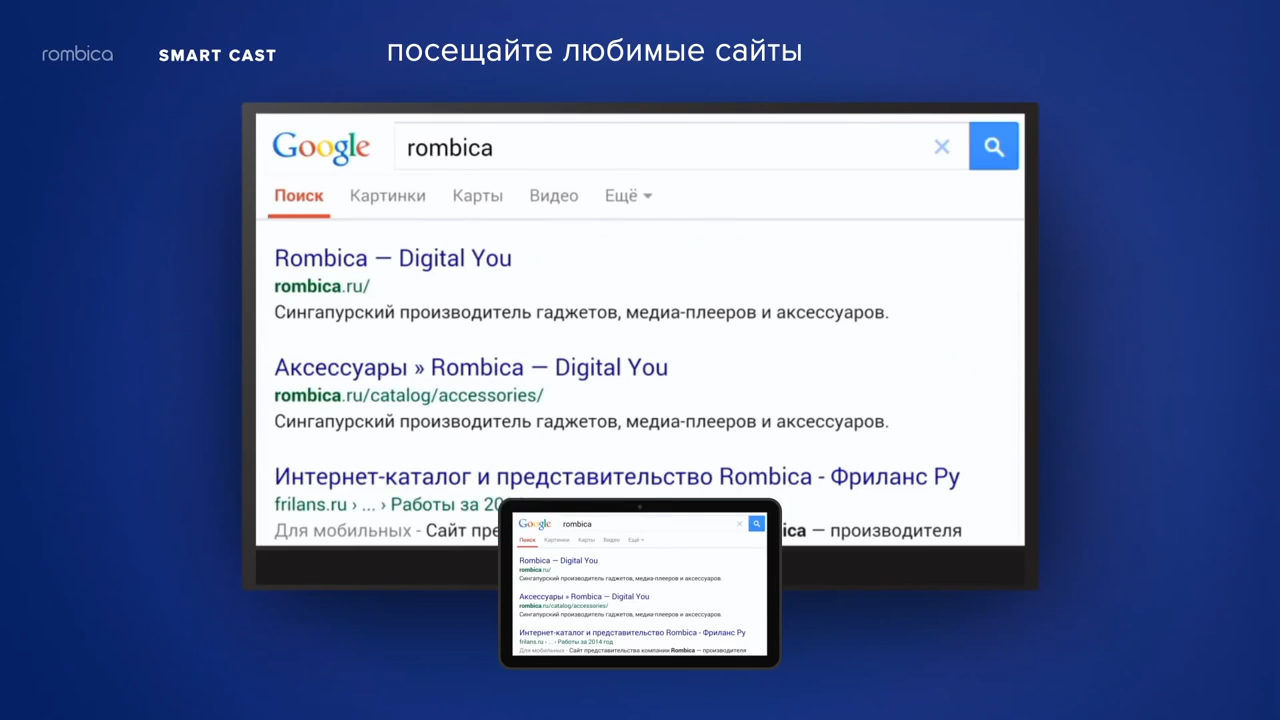 rombica SMART CAST посещайте любимые сайты
Google rombica
Поиск Картинки Карты Видео Ещё
Rombica — Digital You
rombica.ru/
Сингапурский производитель гаджетов, медиа-плееров и аксессуаров.
Аксессуары » Rombica — Digital You
rombica.ru/catalog/accessories/
Сингапурский производитель гаджетов, медиа-плееров и аксессуаров.
Интернет-каталог и представительство Rombica - Фриланс Ру
frilans.ru › ... › Работы за 20
Для мобильных - Сайт пре ica — производителя
Google rombica
Поиск Картинки Карты Видео Ещё
Rombica — Digital You
rombica.ru/
Сингапурский производитель гаджетов, медиа-плееров и аксессуаров.
Аксессуары » Rombica — Digital You
rombica.ru/catalog/accessories/
Сингапурский производитель гаджетов, медиа-плееров и аксессуаров.
Интернет-каталог и представительство Rombica - Фриланс Ру
frilans.ru › ... › Работы за 2014 год
Для мобильных - Сайт представительства компании Rombica — производителя